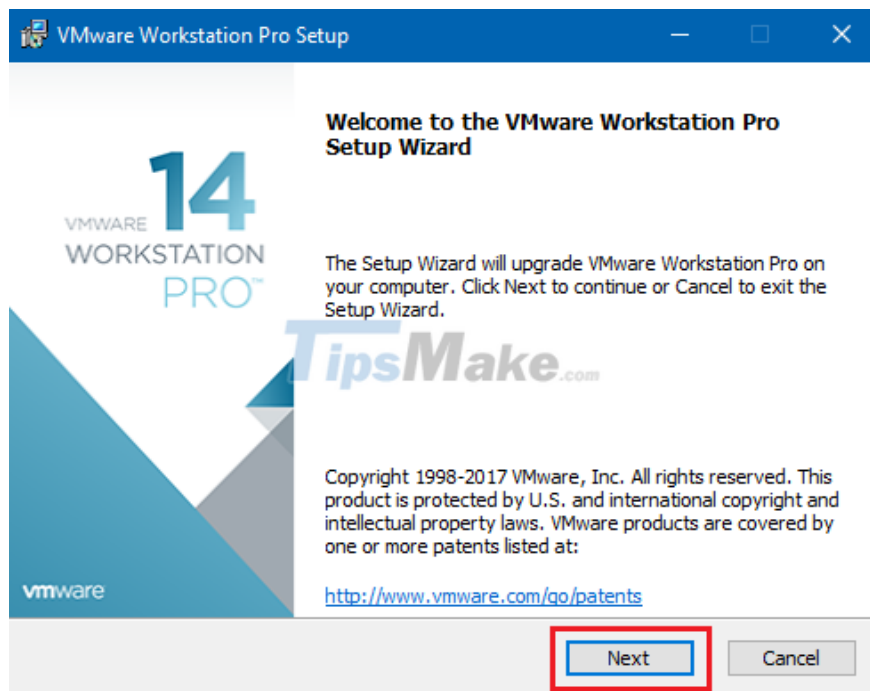 VMware Workstation Pro Setup
Welcome to the VMware Workstation Pro
Setup Wizard
14
VMWARE
WORKSTATION
PRO™
The Setup Wizard will upgrade VMware Workstation Pro on
your computer. Click Next to continue or Cancel to exit the
Setup Wizard.
TipsMake.com
Copyright 1998-2017 VMware, Inc. All rights reserved. This
product is protected by U.S. and international copyright and
intellectual property laws. VMware products are covered by
one or more patents listed at:
vmware
http://www.vmware.com/go/patents
Next
Cancel